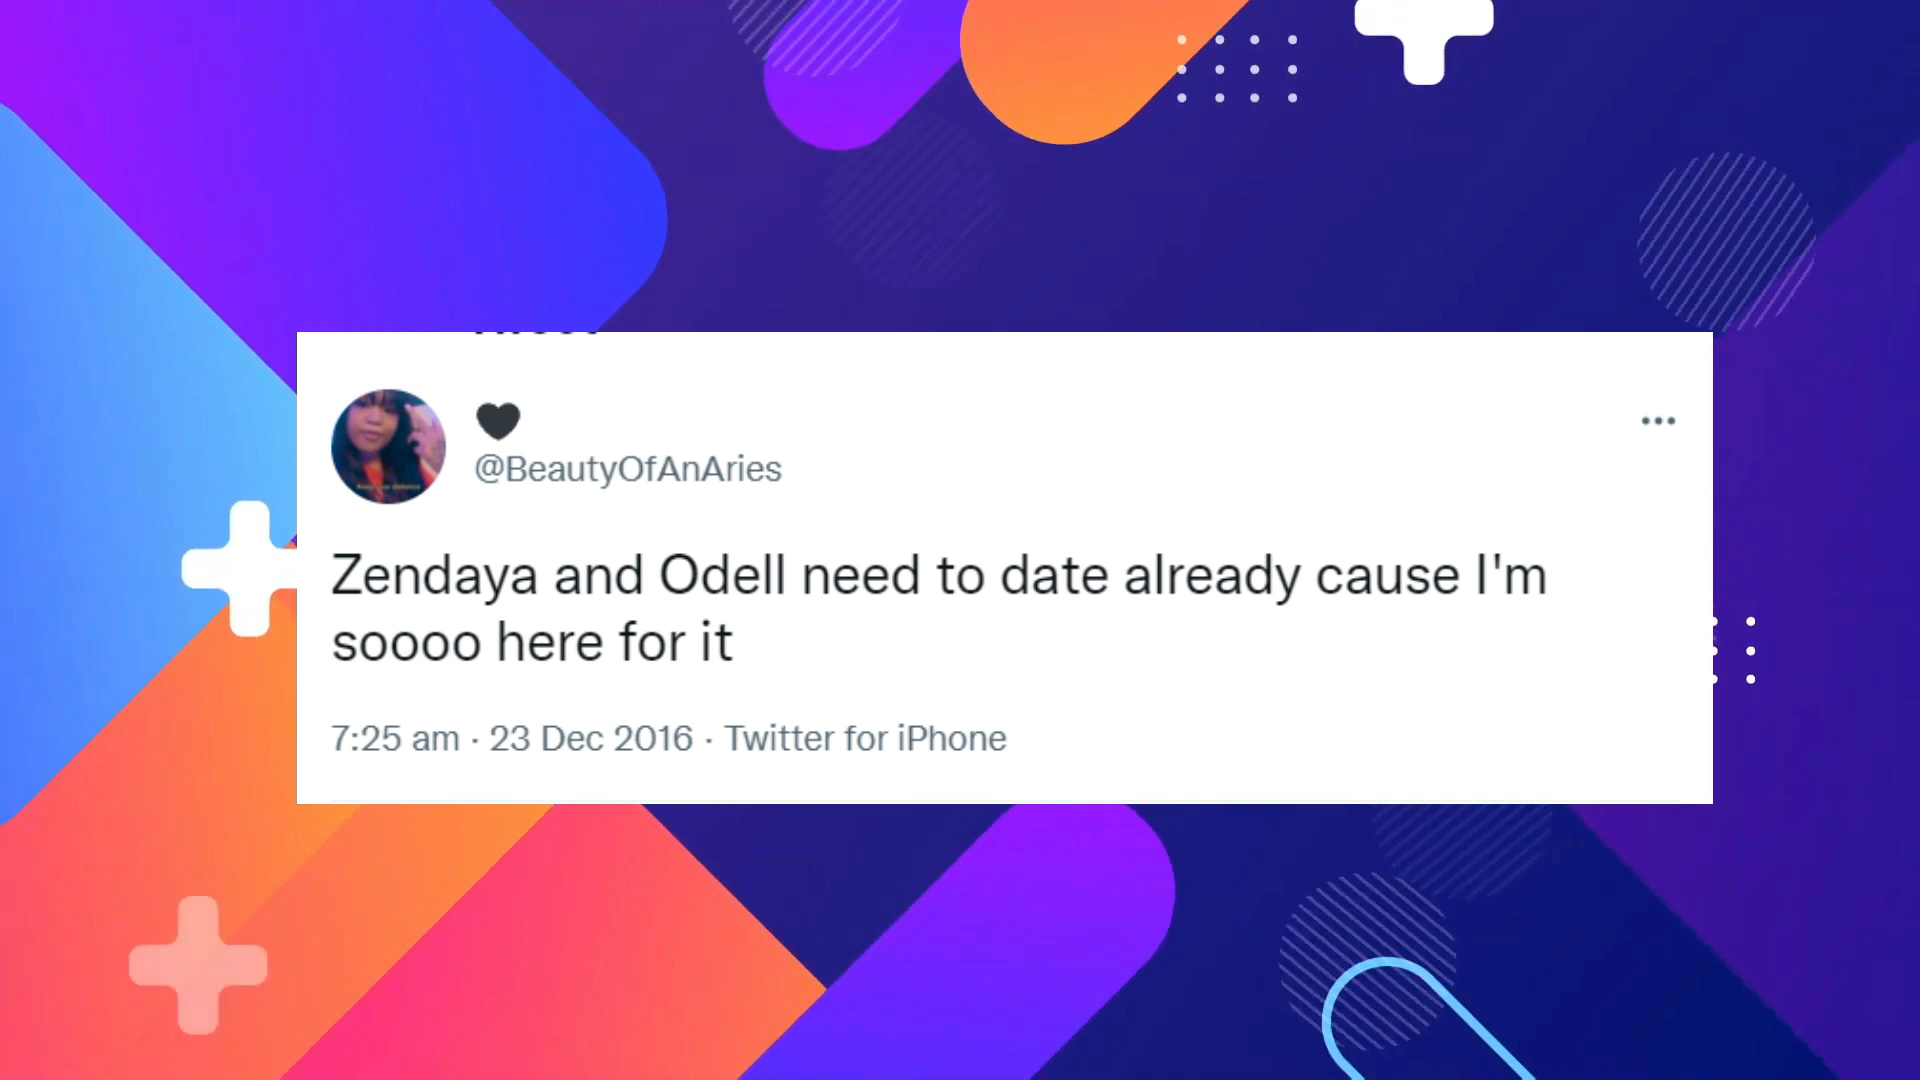 @BeautyOfAnAries
Zendaya and Odell need to date already cause I'm
soooo here for it
7:25 am · 23 Dec 2016 · Twitter for iPhone